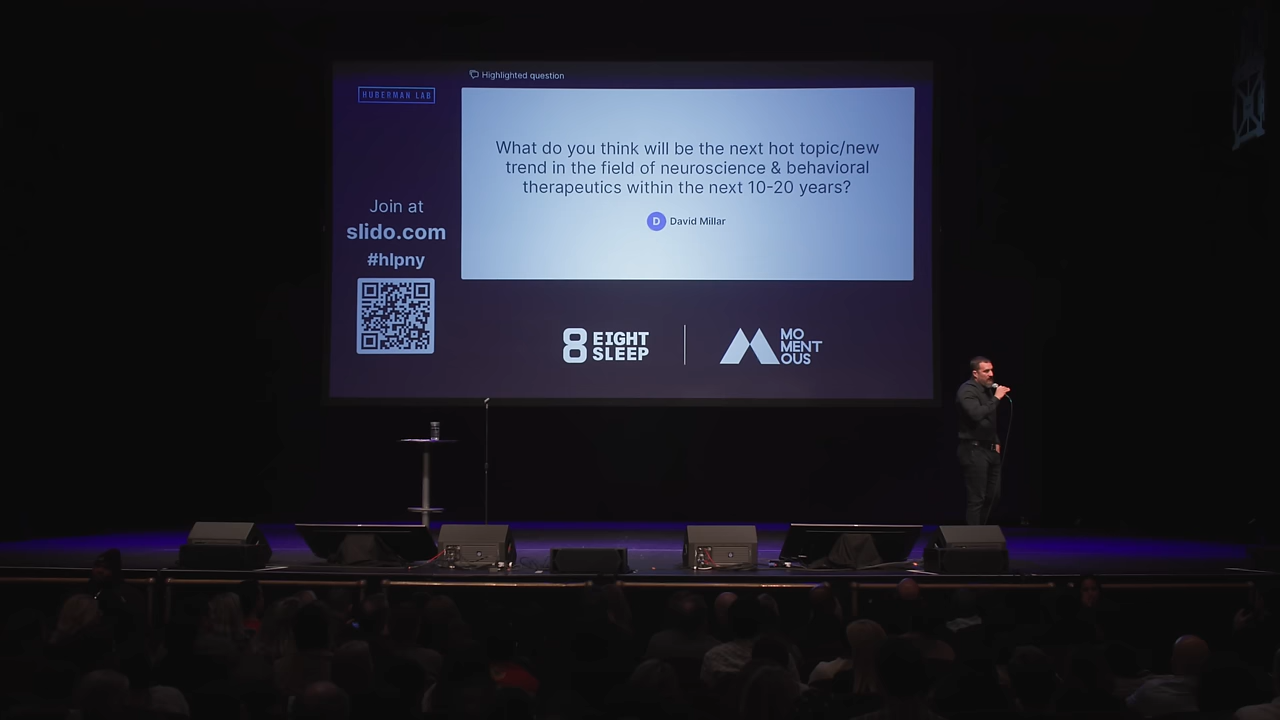 Highlighted question
HUBERMAN LAB
What do you think will be the next hot topic/new
trend in the field of neuroscience & behavioral
therapeutics within the next 10-20 years?
D David Millar
Join at
slido.com
#hlpny
8 EIGHT
SLEEP
MO
MENT
OUS